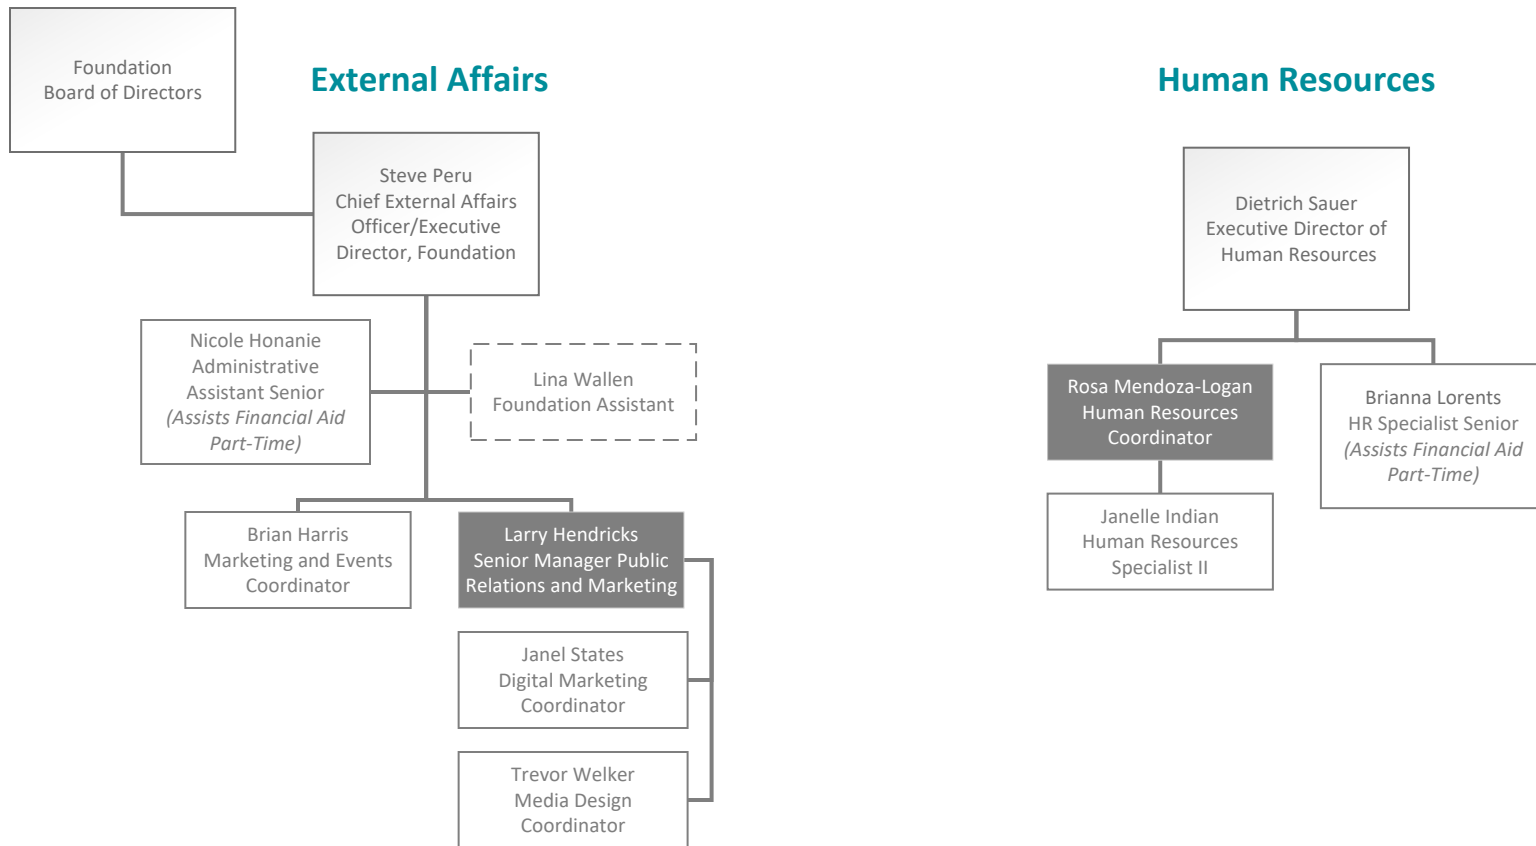 Foundation
Board of Directors
External Affairs
Steve Peru
Chief External Affairs
Officer/Executive
Director, Foundation
Nicole Honanie
Administrative
Assistant Senior
(Assists Financial Aid
Part-Time)
Lina Wallen
Foundation Assistant
Brian Harris
Marketing and Events
Coordinator
Larry Hendricks
Senior Manager Public
Relations and Marketing
Janel States
Digital Marketing
Coordinator
Trevor Welker
Media Design
Coordinator
Human Resources
Dietrich Sauer
Executive Director of
Human Resources
Rosa Mendoza-Logan
Human Resources
Coordinator
Brianna Lorents
HR Specialist Senior
(Assists Financial Aid
Part-Time)
Janelle Indian
Human Resources
Specialist II